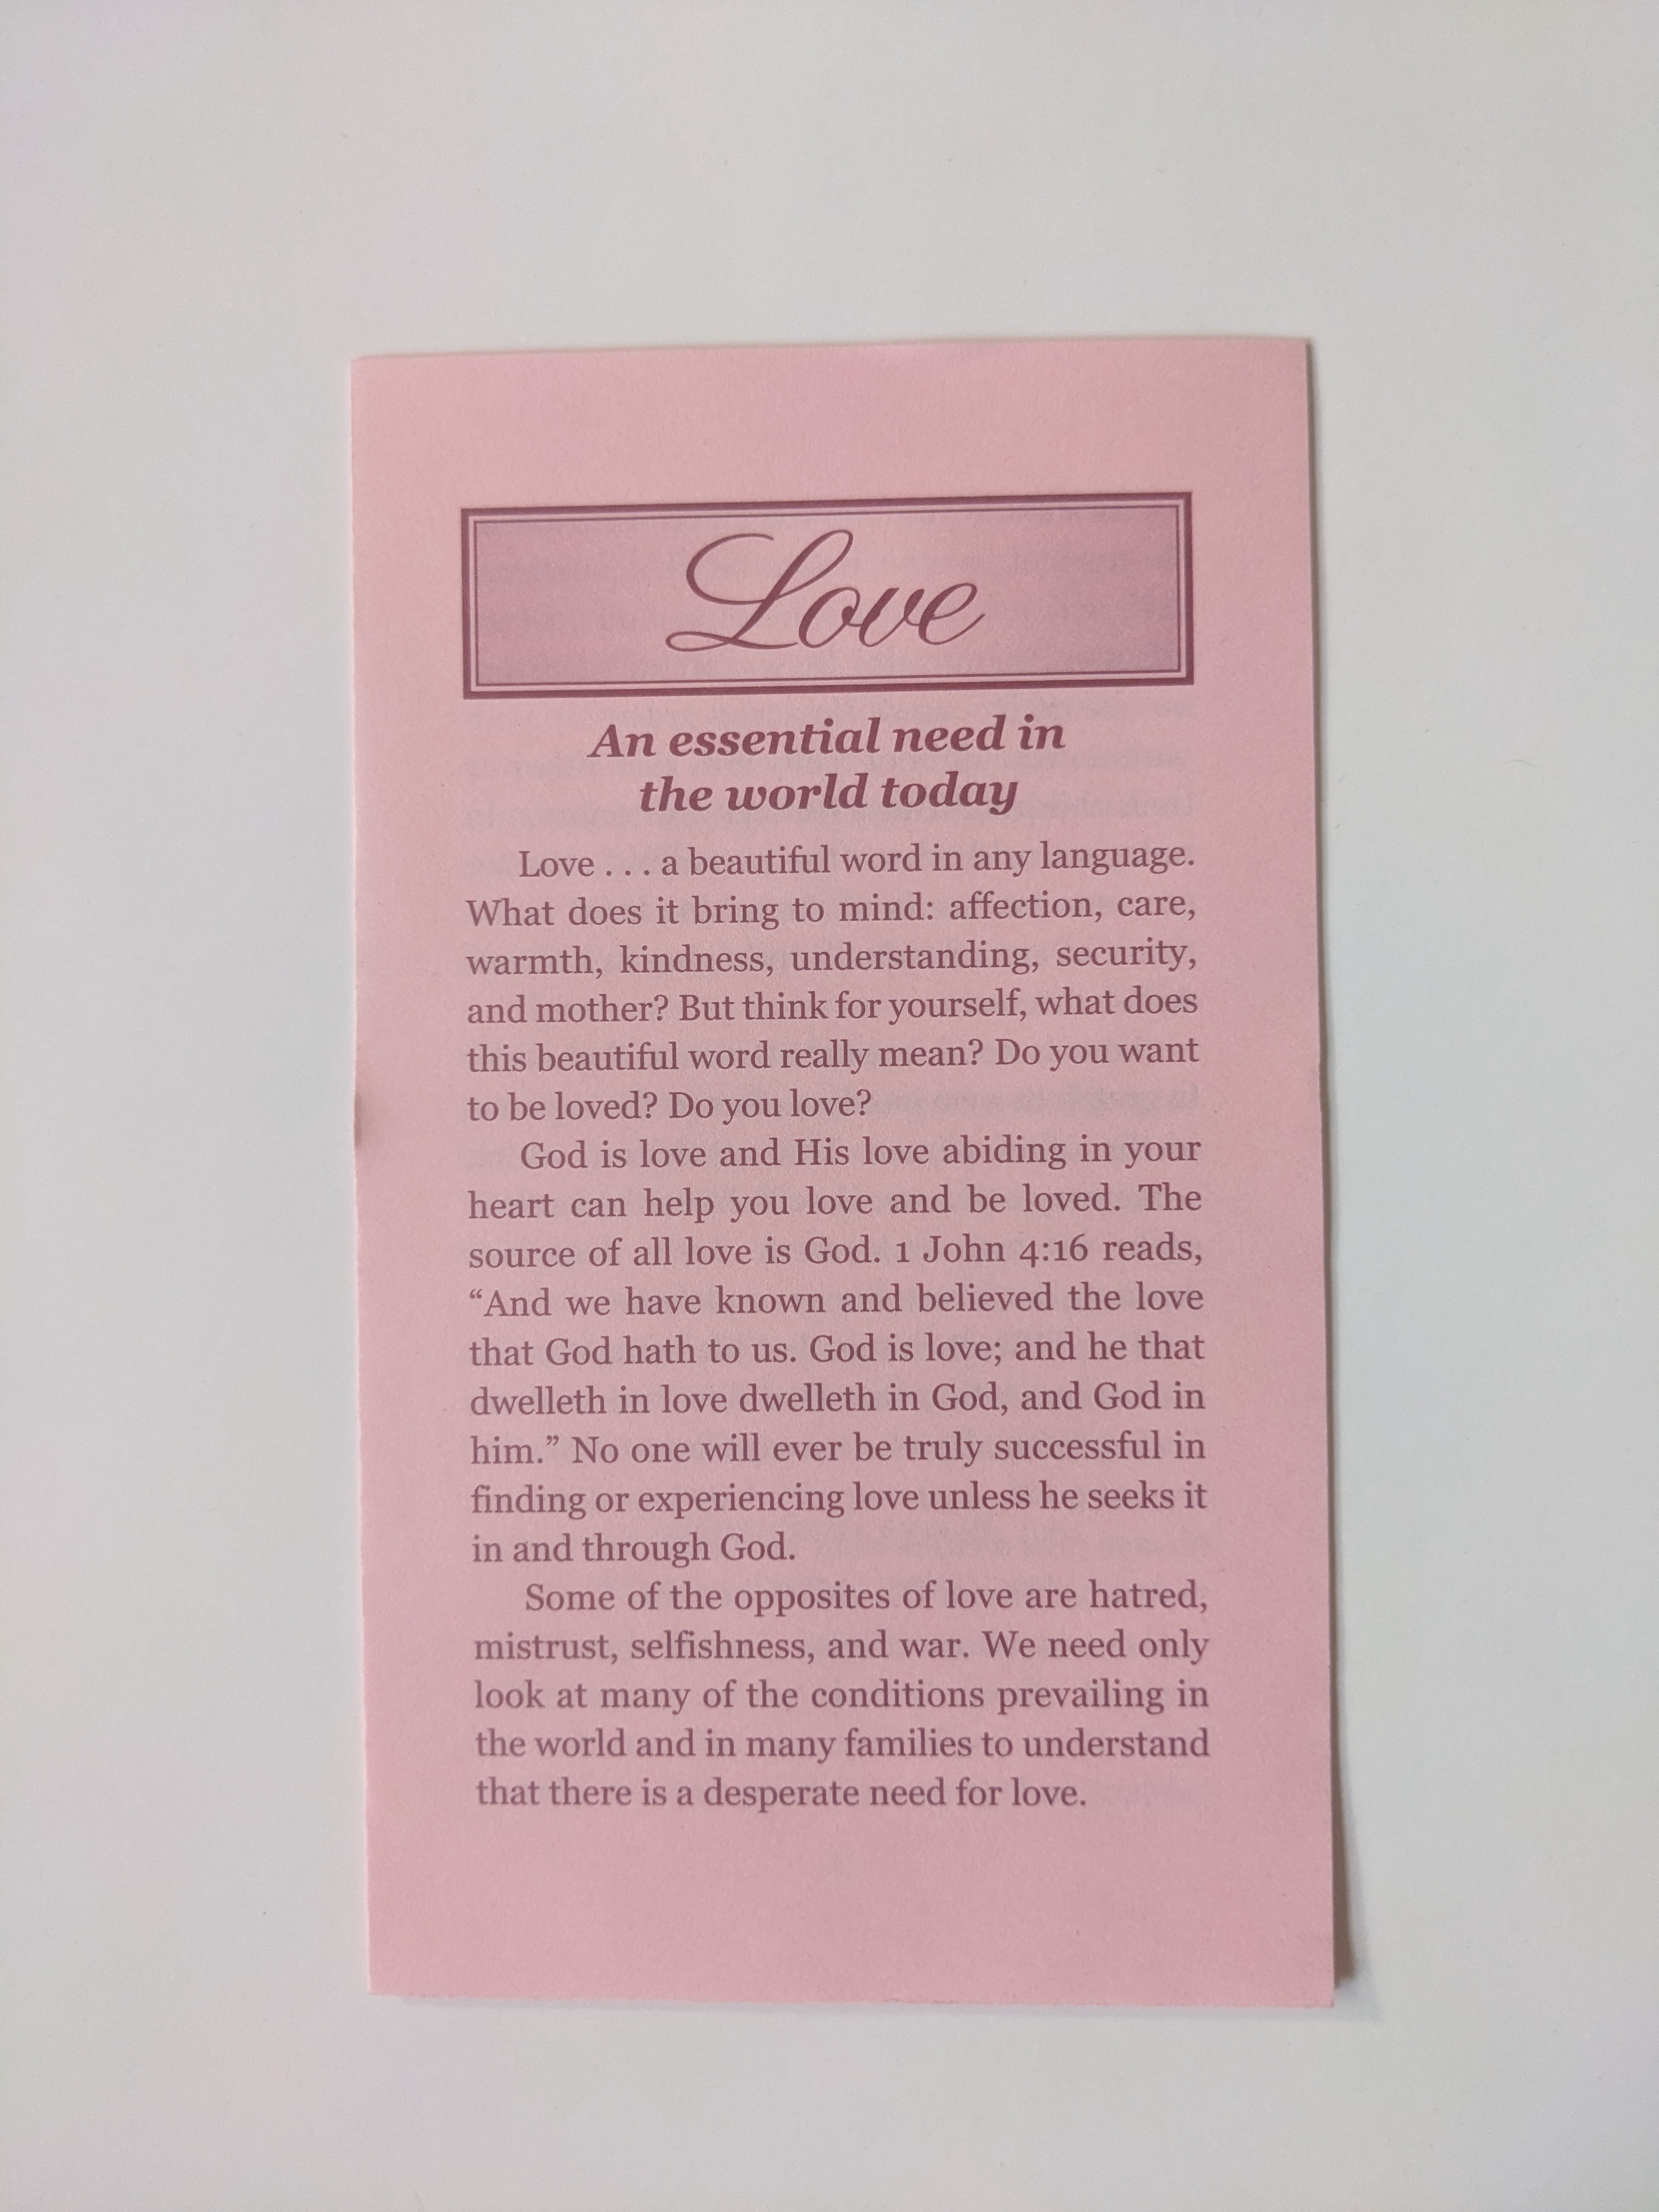 Love
An essential need in
the world today
Love . . . a beautiful word in any language.
What does it bring to mind: affection, care,
warmth, kindness, understanding, security,
and mother? But think for yourself, what does
this beautiful word really mean? Do you want
to be loved? Do you love?
God is love and His love abiding in your
heart can help you love and be loved. The
source of all love is God. 1 John 4:16 reads,
“And we have known and believed the love
that God hath to us. God is love; and he that
dwelleth in love dwelleth in God, and God in
him.” No one will ever be truly successful in
finding or experiencing love unless he seeks it
in and through God.
Some of the opposites of love are hatred,
mistrust, selfishness, and war. We need only
look at many of the conditions prevailing in
the world and in many families to understand
that there is a desperate need for love.